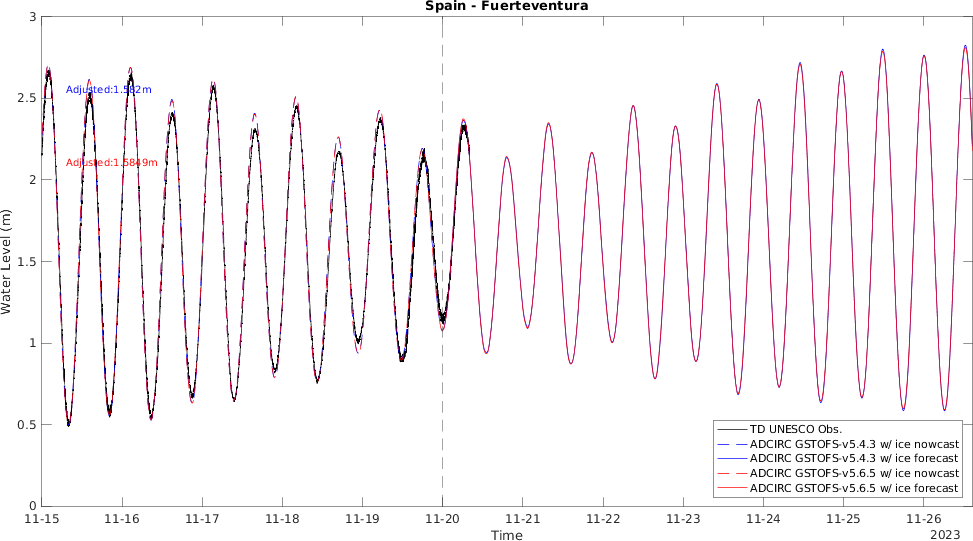 Spain - Fuerteventura
3
2.5
2
1.5
1
0.5
0
Water Level (m)
Adjusted:1.582m
Adjusted:1.5849m
TD UNESCO Obs.
ADCIRC GSTOFS-v5.4.3 w/ ice nowcast
ADCIRC GSTOFS-v5.4.3 w/ ice forecast
ADCIRC GSTOFS-v5.6.5 w/ ice nowcast
ADCIRC GSTOFS-v5.6.5 w/ ice forecast
11-15 11-16 11-17 11-18 11-19 11-20 11-21 11-22 11-23 11-24 11-25 11-26
Time
2023